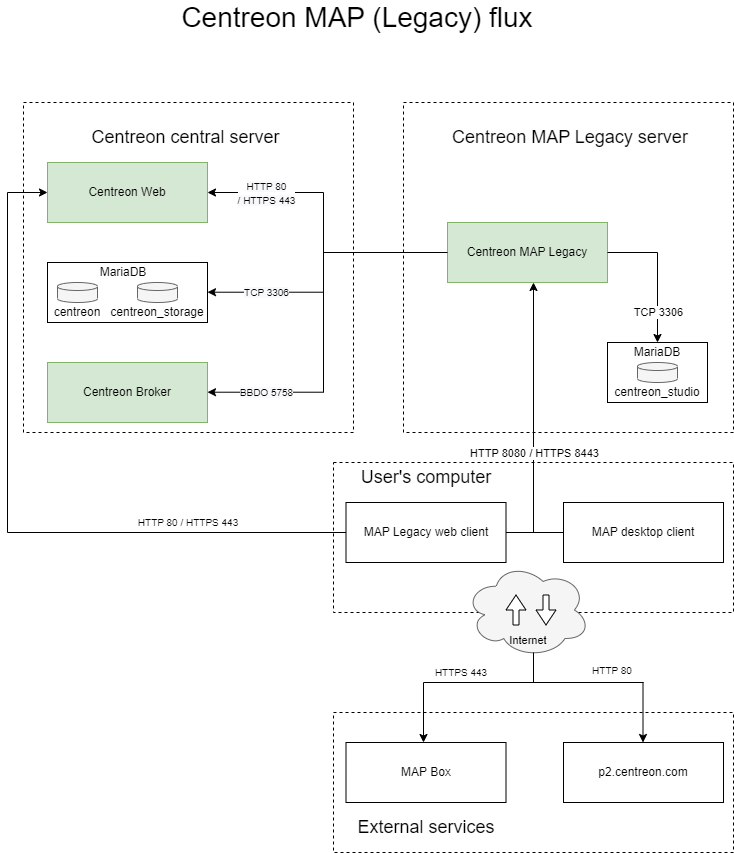 Centreon MAP (Legacy) flux
Centreon central server
Centreon MAP Legacy server
Centreon Web
HTTP 80
/ HTTPS 443
Centreon MAP Legacy
MariaDB
centreon
centreon_storage
TCP 3306
TCP 3306
MariaDB
centreon_studio
Centreon Broker
BBDO 5758
HTTP 8080 / HTTPS 8443
User's computer
HTTP 80 / HTTPS 443
MAP Legacy web client
MAP desktop client
Internet
HTTPS 443
HTTP 80
MAP Box
p2.centreon.com
External services